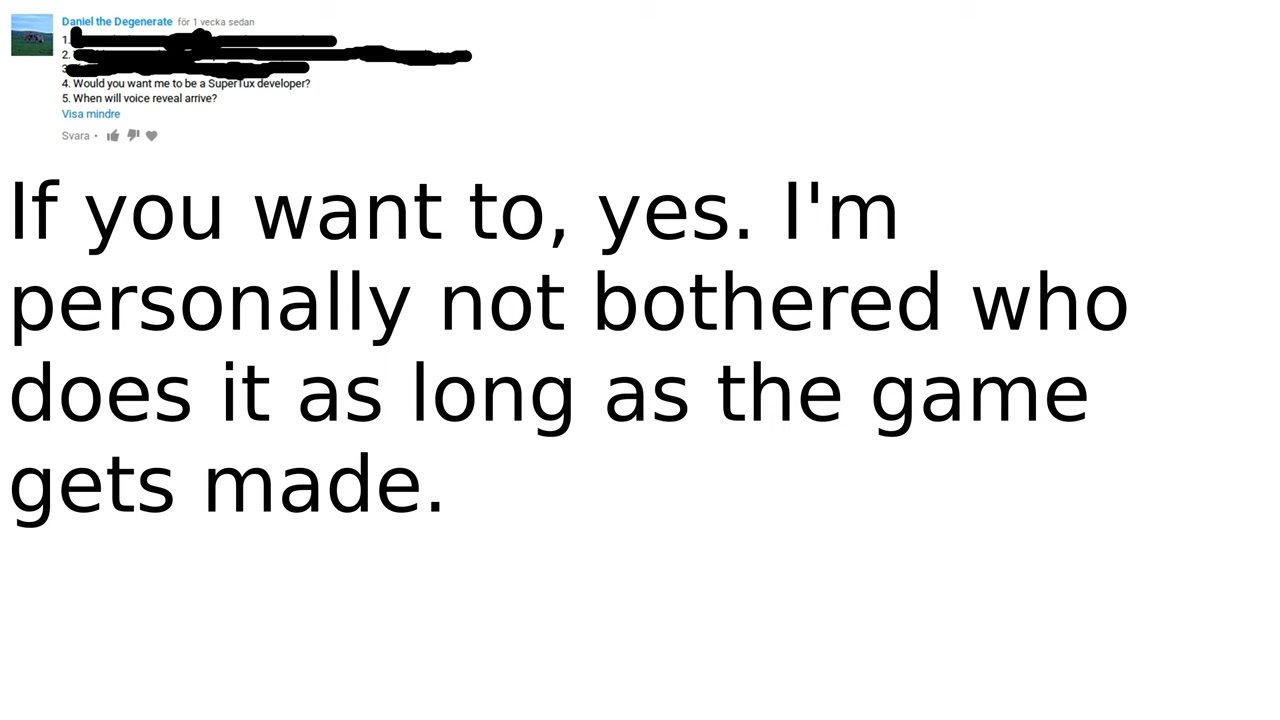 Daniel the Degenerate för 1 vecka sedan
1.
2.
3.
4. Would you want me to be a SuperTux developer?
5. When will voice reveal arrive?
Visa mindre
Svara •
If you want to, yes. I'm
personally not bothered who
does it as long as the game
gets made.